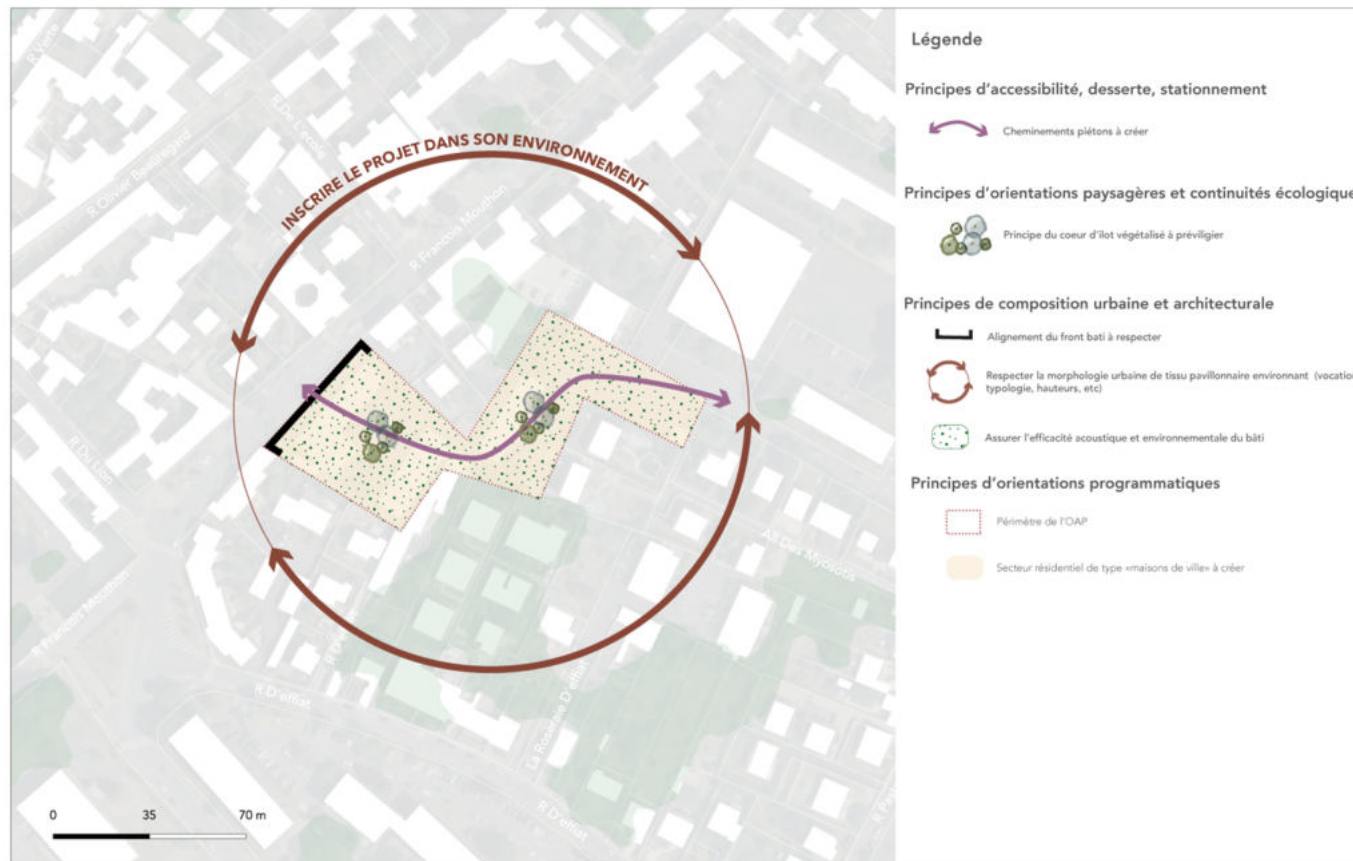 R Verte
R De L'ecole
R Olivier Beauregard
INSCRIRE LE PROJET DANS SON ENVIRONNEMENT
R François Mouthon
R Du Lion
R François Mouthon
All Des Myosotis
R D'effiat
La Roseraie D'effiat
R D'effiat
0 35 70 m
Légende
Principes d'accessibilité, desserte, stationnement
Cheminements piétons à créer
Principes d'orientations paysagères et continuités écologique
Principe du coeur d'ilot végétalisé à préviligier
Principes de composition urbaine et architecturale
Alignement du front bati à respecter
Respecter la morphologie urbaine de tissu pavillonnaire environnant (vocation
typologie, hauteurs, etc)
Assurer l'efficacité acoustique et environnementale du bâti
Principes d'orientations programmatiques
Périmètre de l'OAP
Secteur résidentiel de type «maisons de ville» à créer